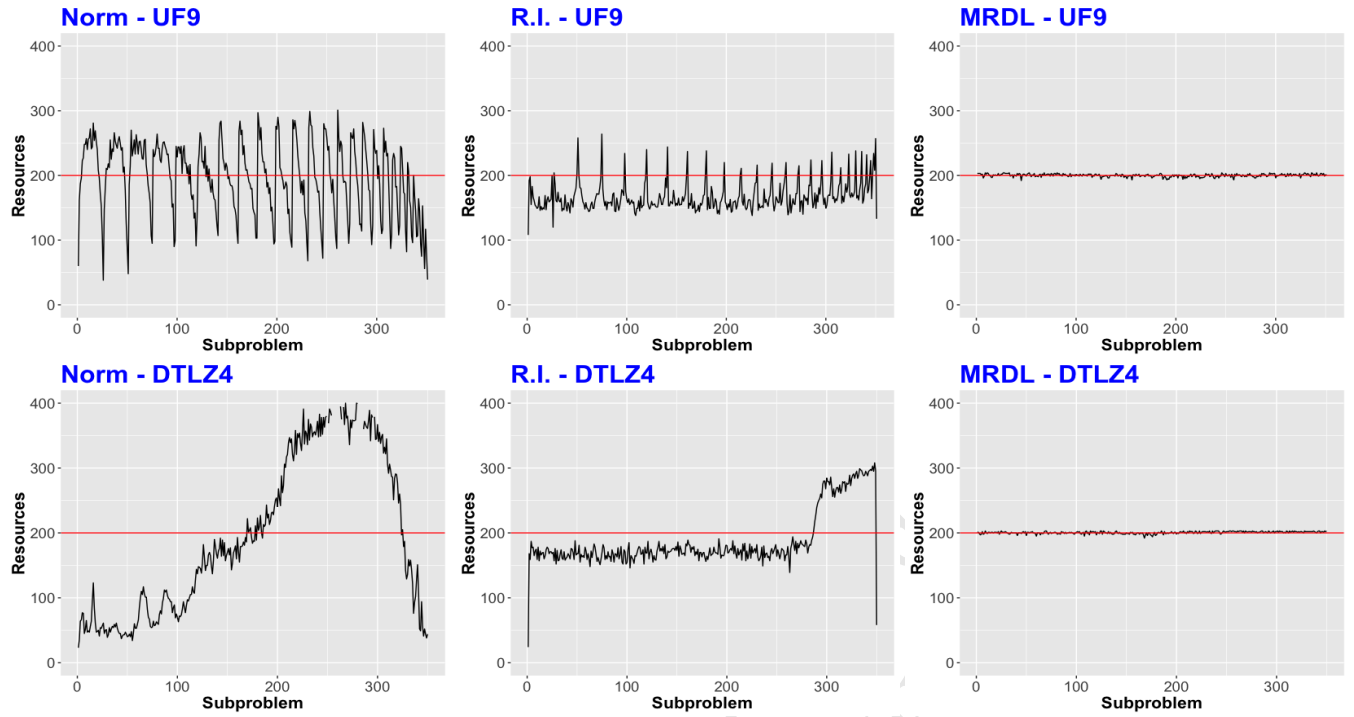 Norm - UF9
R.I. - UF9
MRDL - UF9
400
300
200
100
0
Resources
0 100 200 300
Subproblem
400
300
200
100
0
Resources
0 100 200 300
Subproblem
400
300
200
100
0
Resources
0 100 200 300
Subproblem
Norm - DTLZ4
R.I. - DTLZ4
MRDL - DTLZ4
400
300
200
100
0
Resources
0 100 200 300
Subproblem
400
300
200
100
0
Resources
0 100 200 300
Subproblem
400
300
200
100
0
Resources
0 100 200 300
Subproblem